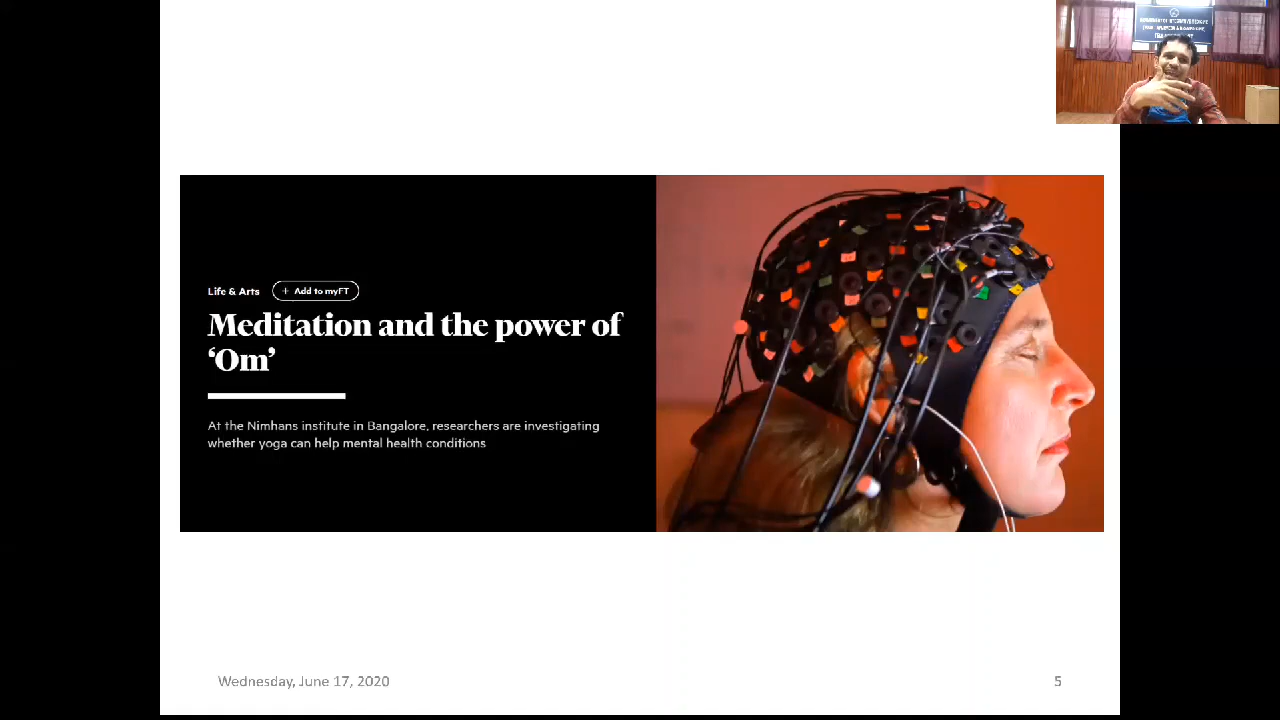 Life & Arts
+ Add to myFT
Meditation and the power of
‘Om’
At the Nimhans institute in Bangalore, researchers are investigating
whether yoga can help mental health conditions
Wednesday, June 17, 2020
5